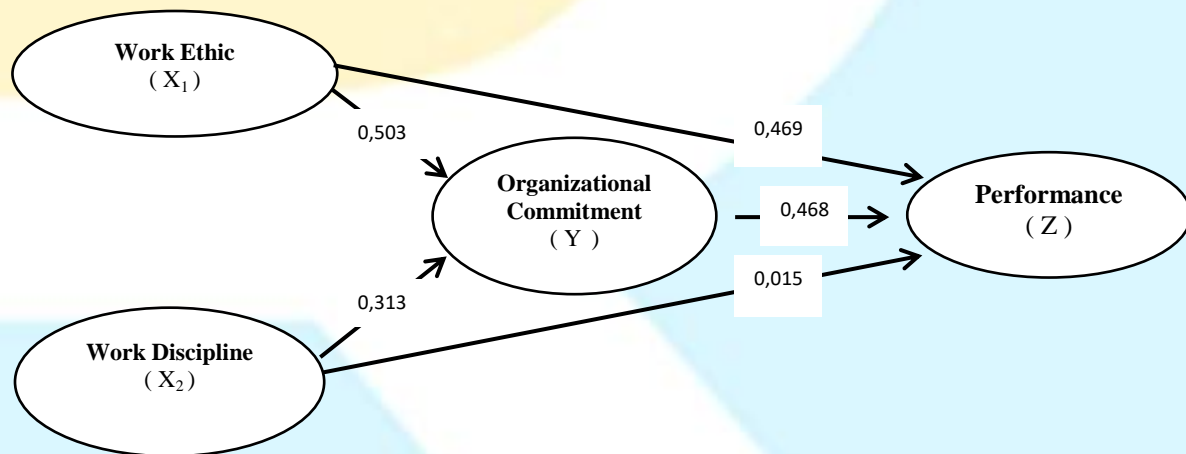 Work Ethic
( X₁ )
0,503
0,469
Organizational
Commitment
( Y )
0,468
Performance
( Z )
0,313
0,015
Work Discipline
( X₂ )